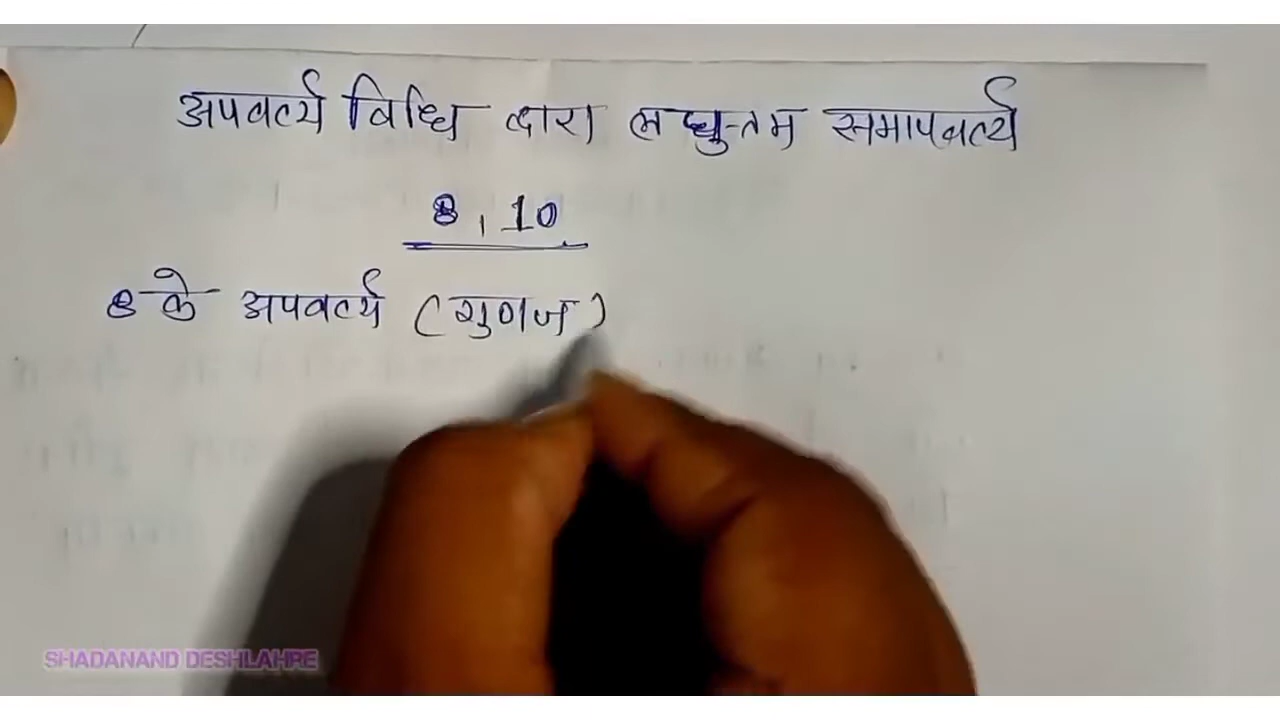 अपवर्त्य विधि द्वारा लघुत्तम समापवर्त्य
8, 10
8 के अपवर्त्य (गुणज)
SHADANAND DESHLAHRE